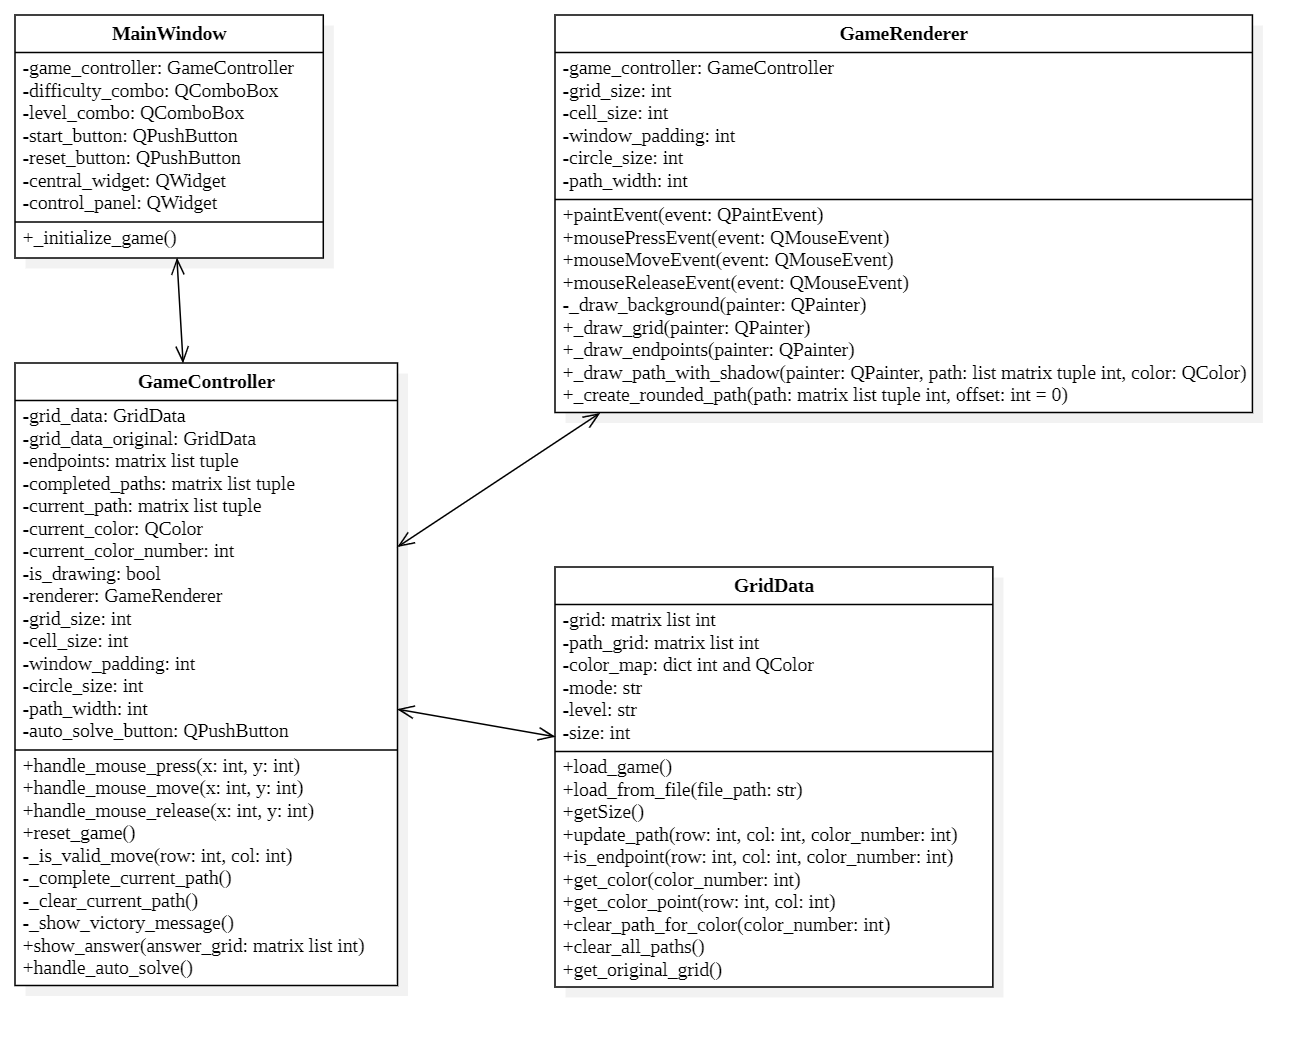 MainWindow
-game_controller: GameController
-difficulty_combo: QComboBox
-level_combo: QComboBox
-start_button: QPushButton
-reset_button: QPushButton
-central_widget: QWidget
-control_panel: QWidget
+_initialize_game()
GameRenderer
-game_controller: GameController
-grid_size: int
-cell_size: int
-window_padding: int
-circle_size: int
-path_width: int
+paintEvent(event: QPaintEvent)
+mousePressEvent(event: QMouseEvent)
+mouseMoveEvent(event: QMouseEvent)
+mouseReleaseEvent(event: QMouseEvent)
-_draw_background(painter: QPainter)
+_draw_grid(painter: QPainter)
+_draw_endpoints(painter: QPainter)
+_draw_path_with_shadow(painter: QPainter, path: list matrix tuple int, color: QColor)
+_create_rounded_path(path: matrix list tuple int, offset: int = 0)
GameController
-grid_data: GridData
-grid_data_original: GridData
-endpoints: matrix list tuple
-completed_paths: matrix list tuple
-current_path: matrix list tuple
-current_color: QColor
-current_color_number: int
-is_drawing: bool
-renderer: GameRenderer
-grid_size: int
-cell_size: int
-window_padding: int
-circle_size: int
-path_width: int
-auto_solve_button: QPushButton
+handle_mouse_press(x: int, y: int)
+handle_mouse_move(x: int, y: int)
+handle_mouse_release(x: int, y: int)
+reset_game()
-_is_valid_move(row: int, col: int)
-_complete_current_path()
-_clear_current_path()
-_show_victory_message()
+show_answer(answer_grid: matrix list int)
+handle_auto_solve()
GridData
-grid: matrix list int
-path_grid: matrix list int
-color_map: dict int and QColor
-mode: str
-level: str
-size: int
+load_game()
+load_from_file(file_path: str)
+getSize()
+update_path(row: int, col: int, color_number: int)
+is_endpoint(row: int, col: int, color_number: int)
+get_color(color_number: int)
+get_color_point(row: int, col: int)
+clear_path_for_color(color_number: int)
+clear_all_paths()
+get_original_grid()